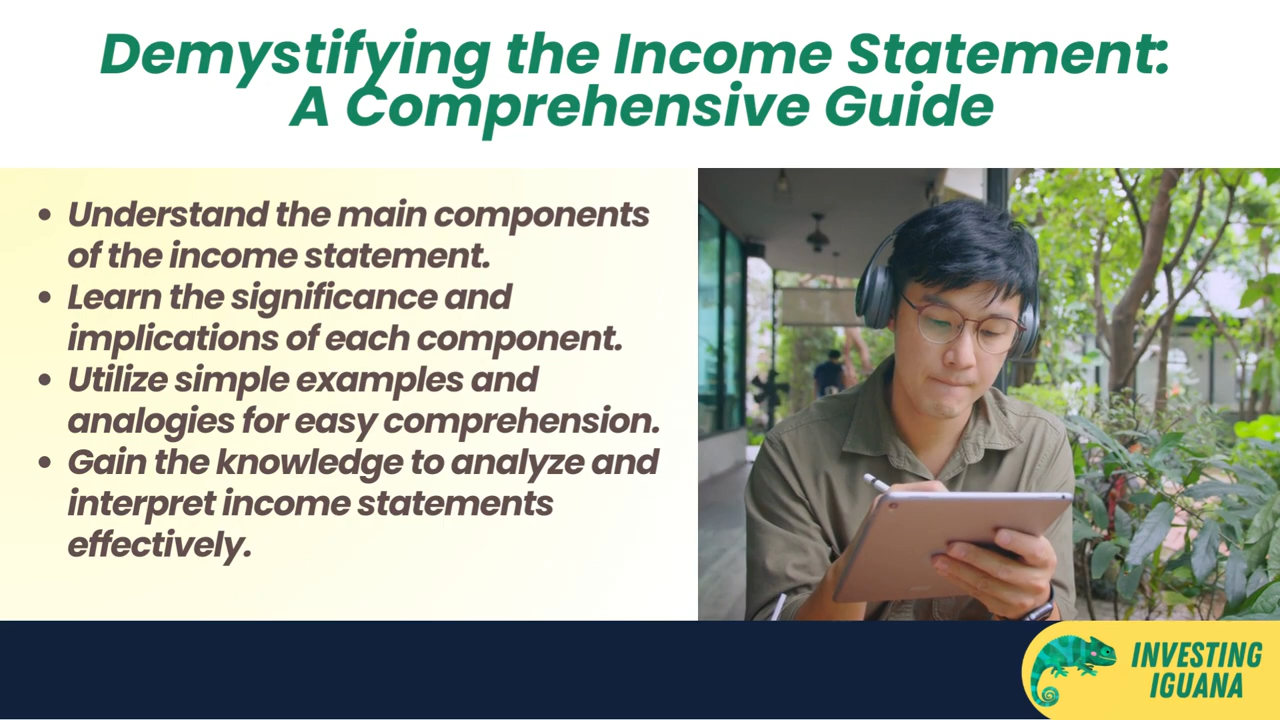 Demystifying the Income Statement:
A Comprehensive Guide
• Understand the main components
of the income statement.
• Learn the significance and
implications of each component.
• Utilize simple examples and
analogies for easy comprehension.
• Gain the knowledge to analyze and
interpret income statements
effectively.
INVESTING
IGUANA